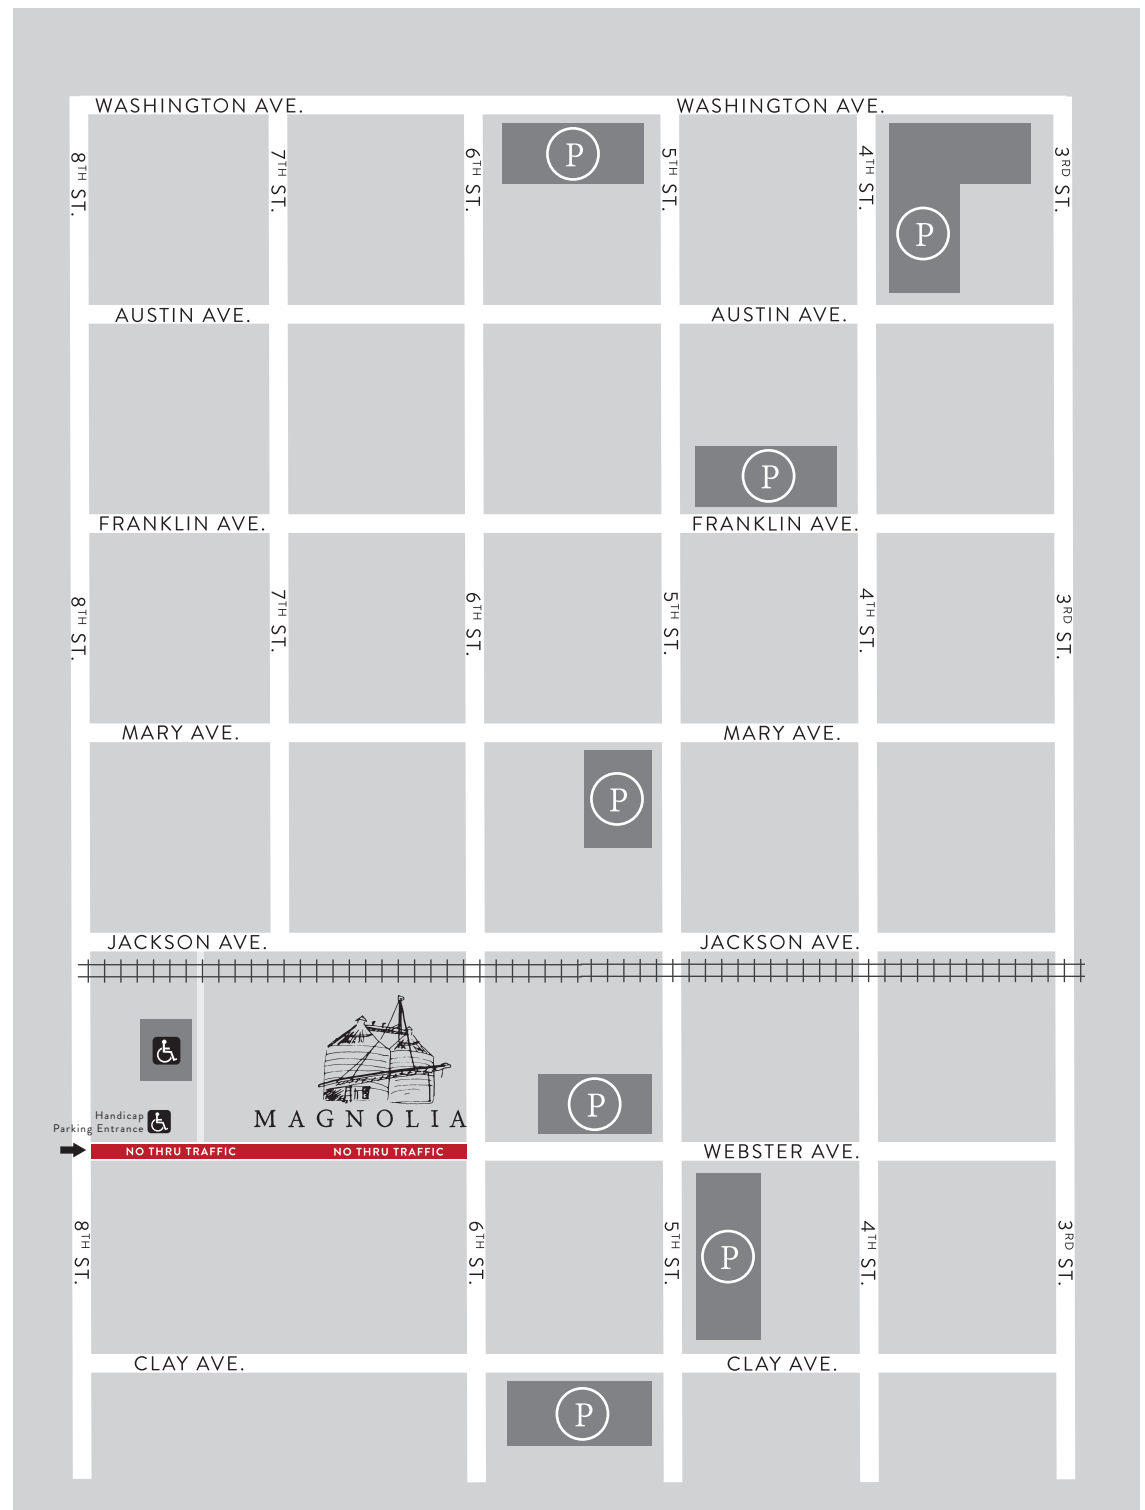 WASHINGTON AVE.
WASHINGTON AVE.
8TH ST.
7TH ST.
6TH ST.
5TH ST.
4TH ST.
3RD ST.
P
P
AUSTIN AVE.
AUSTIN AVE.
P
FRANKLIN AVE.
FRANKLIN AVE.
8TH ST.
7TH ST.
6TH ST.
5TH ST.
4TH ST.
3RD ST.
MARY AVE.
MARY AVE.
P
JACKSON AVE.
JACKSON AVE.
P
MAGNOLIA
Handicap
Parking Entrance
NO THRU TRAFFIC
NO THRU TRAFFIC
WEBSTER AVE.
8TH ST.
6TH ST.
5TH ST.
4TH ST.
3RD ST.
P
CLAY AVE.
CLAY AVE.
P